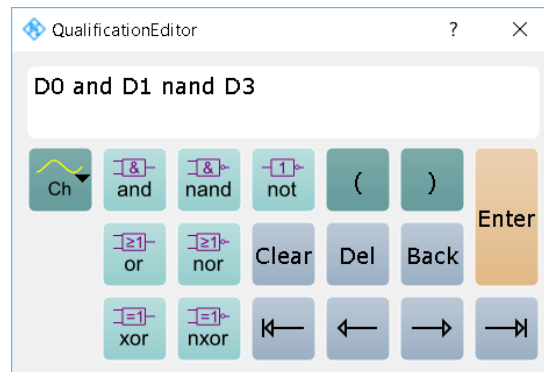 QualificationEditor ?
D0 and D1 nand D3
& & 1
Ch and nand not ( ) Enter
≥1 ≥1
or nor Clear Del Back
=1 =1
xor nxor